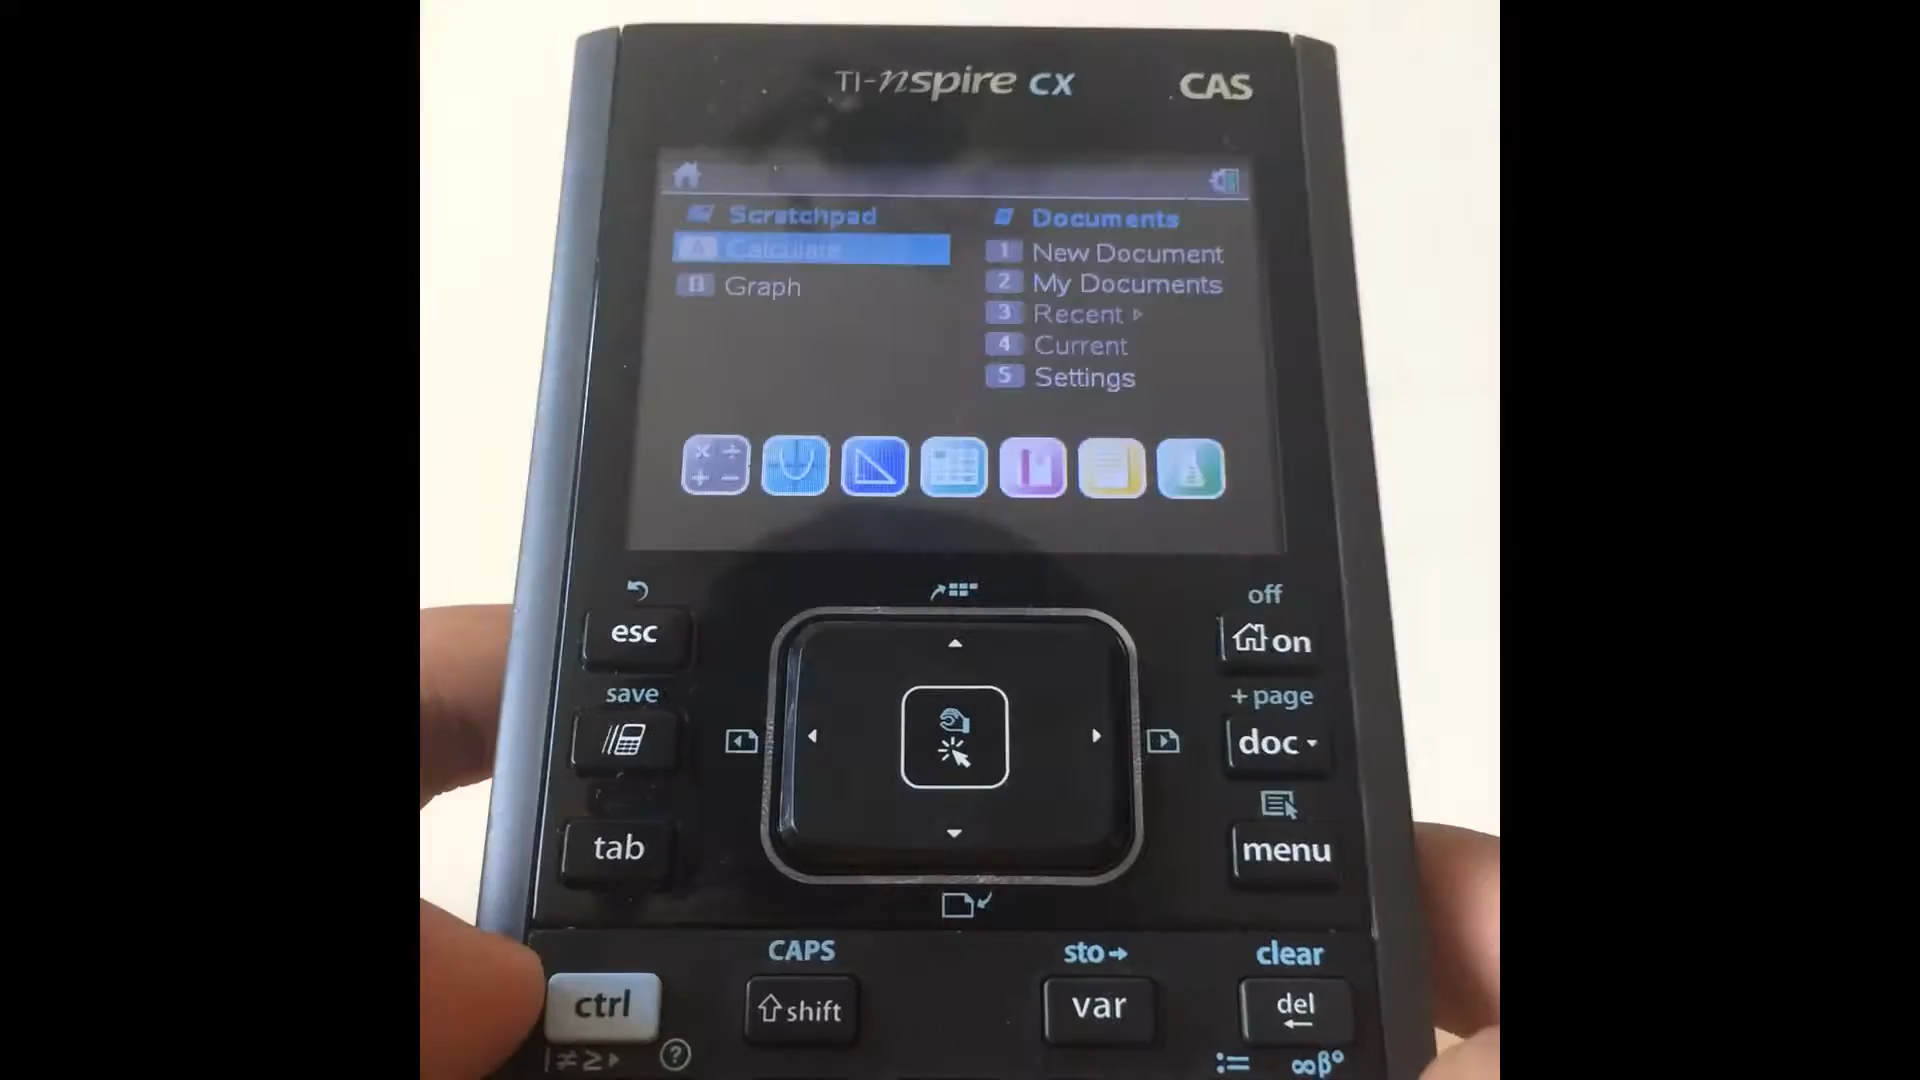 TI-nspire CX CAS
Scratchpad
A Calculate
B Graph
Documents
1 New Document
2 My Documents
3 Recent
4 Current
5 Settings
esc
off
on
save
+ page
doc
tab
menu
CAPS
sto
clear
ctrl
shift
var
del
| ≠ ≥ ▸ ?
:= ∞β°